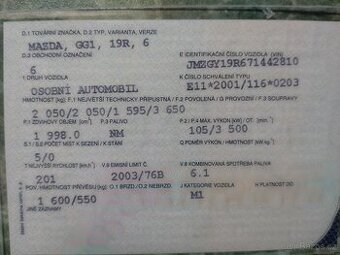 D.1 TOVÁRNÍ ZNAČKA, D.2 TYP, VARIANTA, VERZE
MAZDA, GG1, 19R, 6
D.3 OBCHODNÍ OZNAČENÍ
E IDENTIFIKAČNÍ ČÍSLO VOZIDLA (VIN)
6
JMZGY19R671442810
1 DRUH VOZIDLA
K ČÍSLO SCHVÁLENÍ TYPU
OSOBNÍ AUTOMOBIL
E11*2001/116*0203
HMOTNOST (kg): F.1 NEJVĚTŠÍ TECHNICKY PŘÍPUSTNÁ / F.2 POVOLENÁ / G PROVOZNÍ / F.3 SOUPRAVY
2 050/2 050/1 595/3 650
P.1 ZDVIHOVÝ OBJEM [cm³] P.3 PALIVO
P.2 / P.4 MAX. VÝKON [kW] / OT.
1 998.0 NM
105/3 500
S.1 / S.2 POČET MÍST K SEZENÍ / K STÁNÍ
Q POMĚR VÝKON / HMOTNOST [kW/kg]
5/0
T NEJVYŠŠÍ RYCHLOST
V.9 EMISNÍ LIMIT Č.
V.8 KOMBINOVANÁ SPOTŘEBA PALIVA
201 2003/76B 6.1
POV. HMOTNOST PŘÍVĚSU [kg] O.1 BRZD. / O.2 NEBRZD.
J KATEGORIE VOZIDLA
H PLATNOST DO
1 600/550 M1
JINÉ ZÁZNAMY